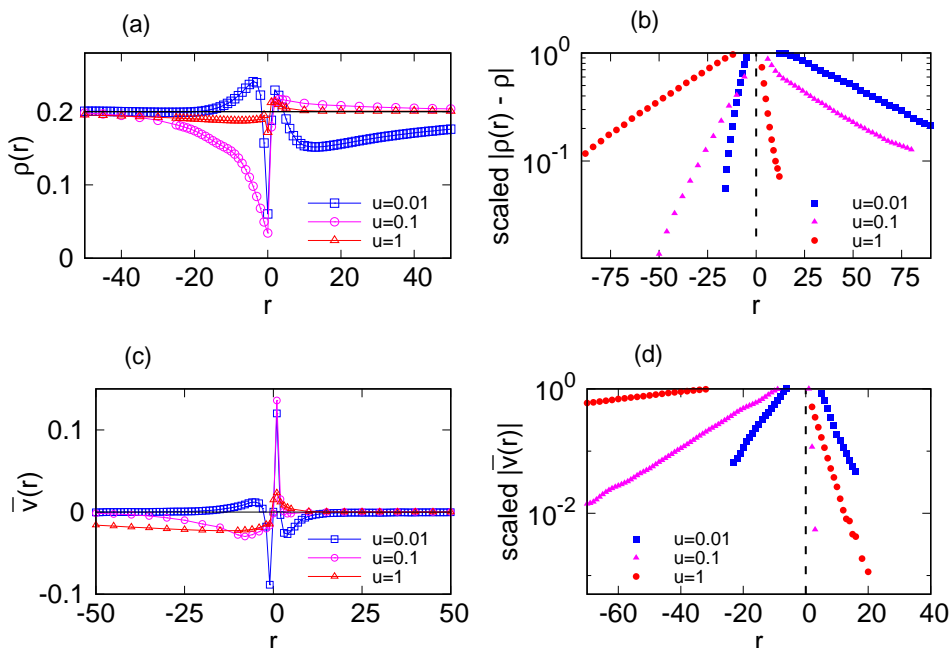 (a)
ρ(r)
0.2
0.1
0
-40
-20
0
20
40
r
u=0.01
u=0.1
u=1
(b)
scaled |ρ(r) - ρ|
10^0
10^-1
-75
-50
-25
0
25
50
75
r
u=0.01
u=0.1
u=1
(c)
v̅(r)
0.1
0
-0.1
-50
-25
0
25
50
r
u=0.01
u=0.1
u=1
(d)
scaled |v̅(r)|
10^0
10^-2
-60
-40
-20
0
20
40
r
u=0.01
u=0.1
u=1